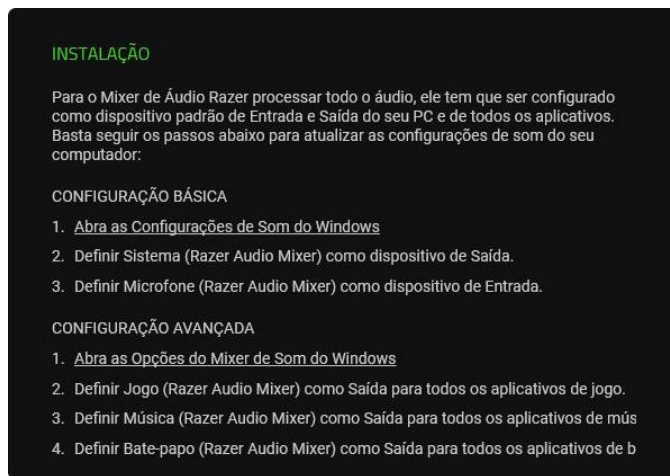 INSTALAÇÃO
Para o Mixer de Áudio Razer processar todo o áudio, ele tem que ser configurado
como dispositivo padrão de Entrada e Saída do seu PC e de todos os aplicativos.
Basta seguir os passos abaixo para atualizar as configurações de som do seu
computador:
CONFIGURAÇÃO BÁSICA
1. Abra as Configurações de Som do Windows
2. Definir Sistema (Razer Audio Mixer) como dispositivo de Saída.
3. Definir Microfone (Razer Audio Mixer) como dispositivo de Entrada.
CONFIGURAÇÃO AVANÇADA
1. Abra as Opções do Mixer de Som do Windows
2. Definir Jogo (Razer Audio Mixer) como Saída para todos os aplicativos de jogo.
3. Definir Música (Razer Audio Mixer) como Saída para todos os aplicativos de mús
4. Definir Bate-papo (Razer Audio Mixer) como Saída para todos os aplicativos de b